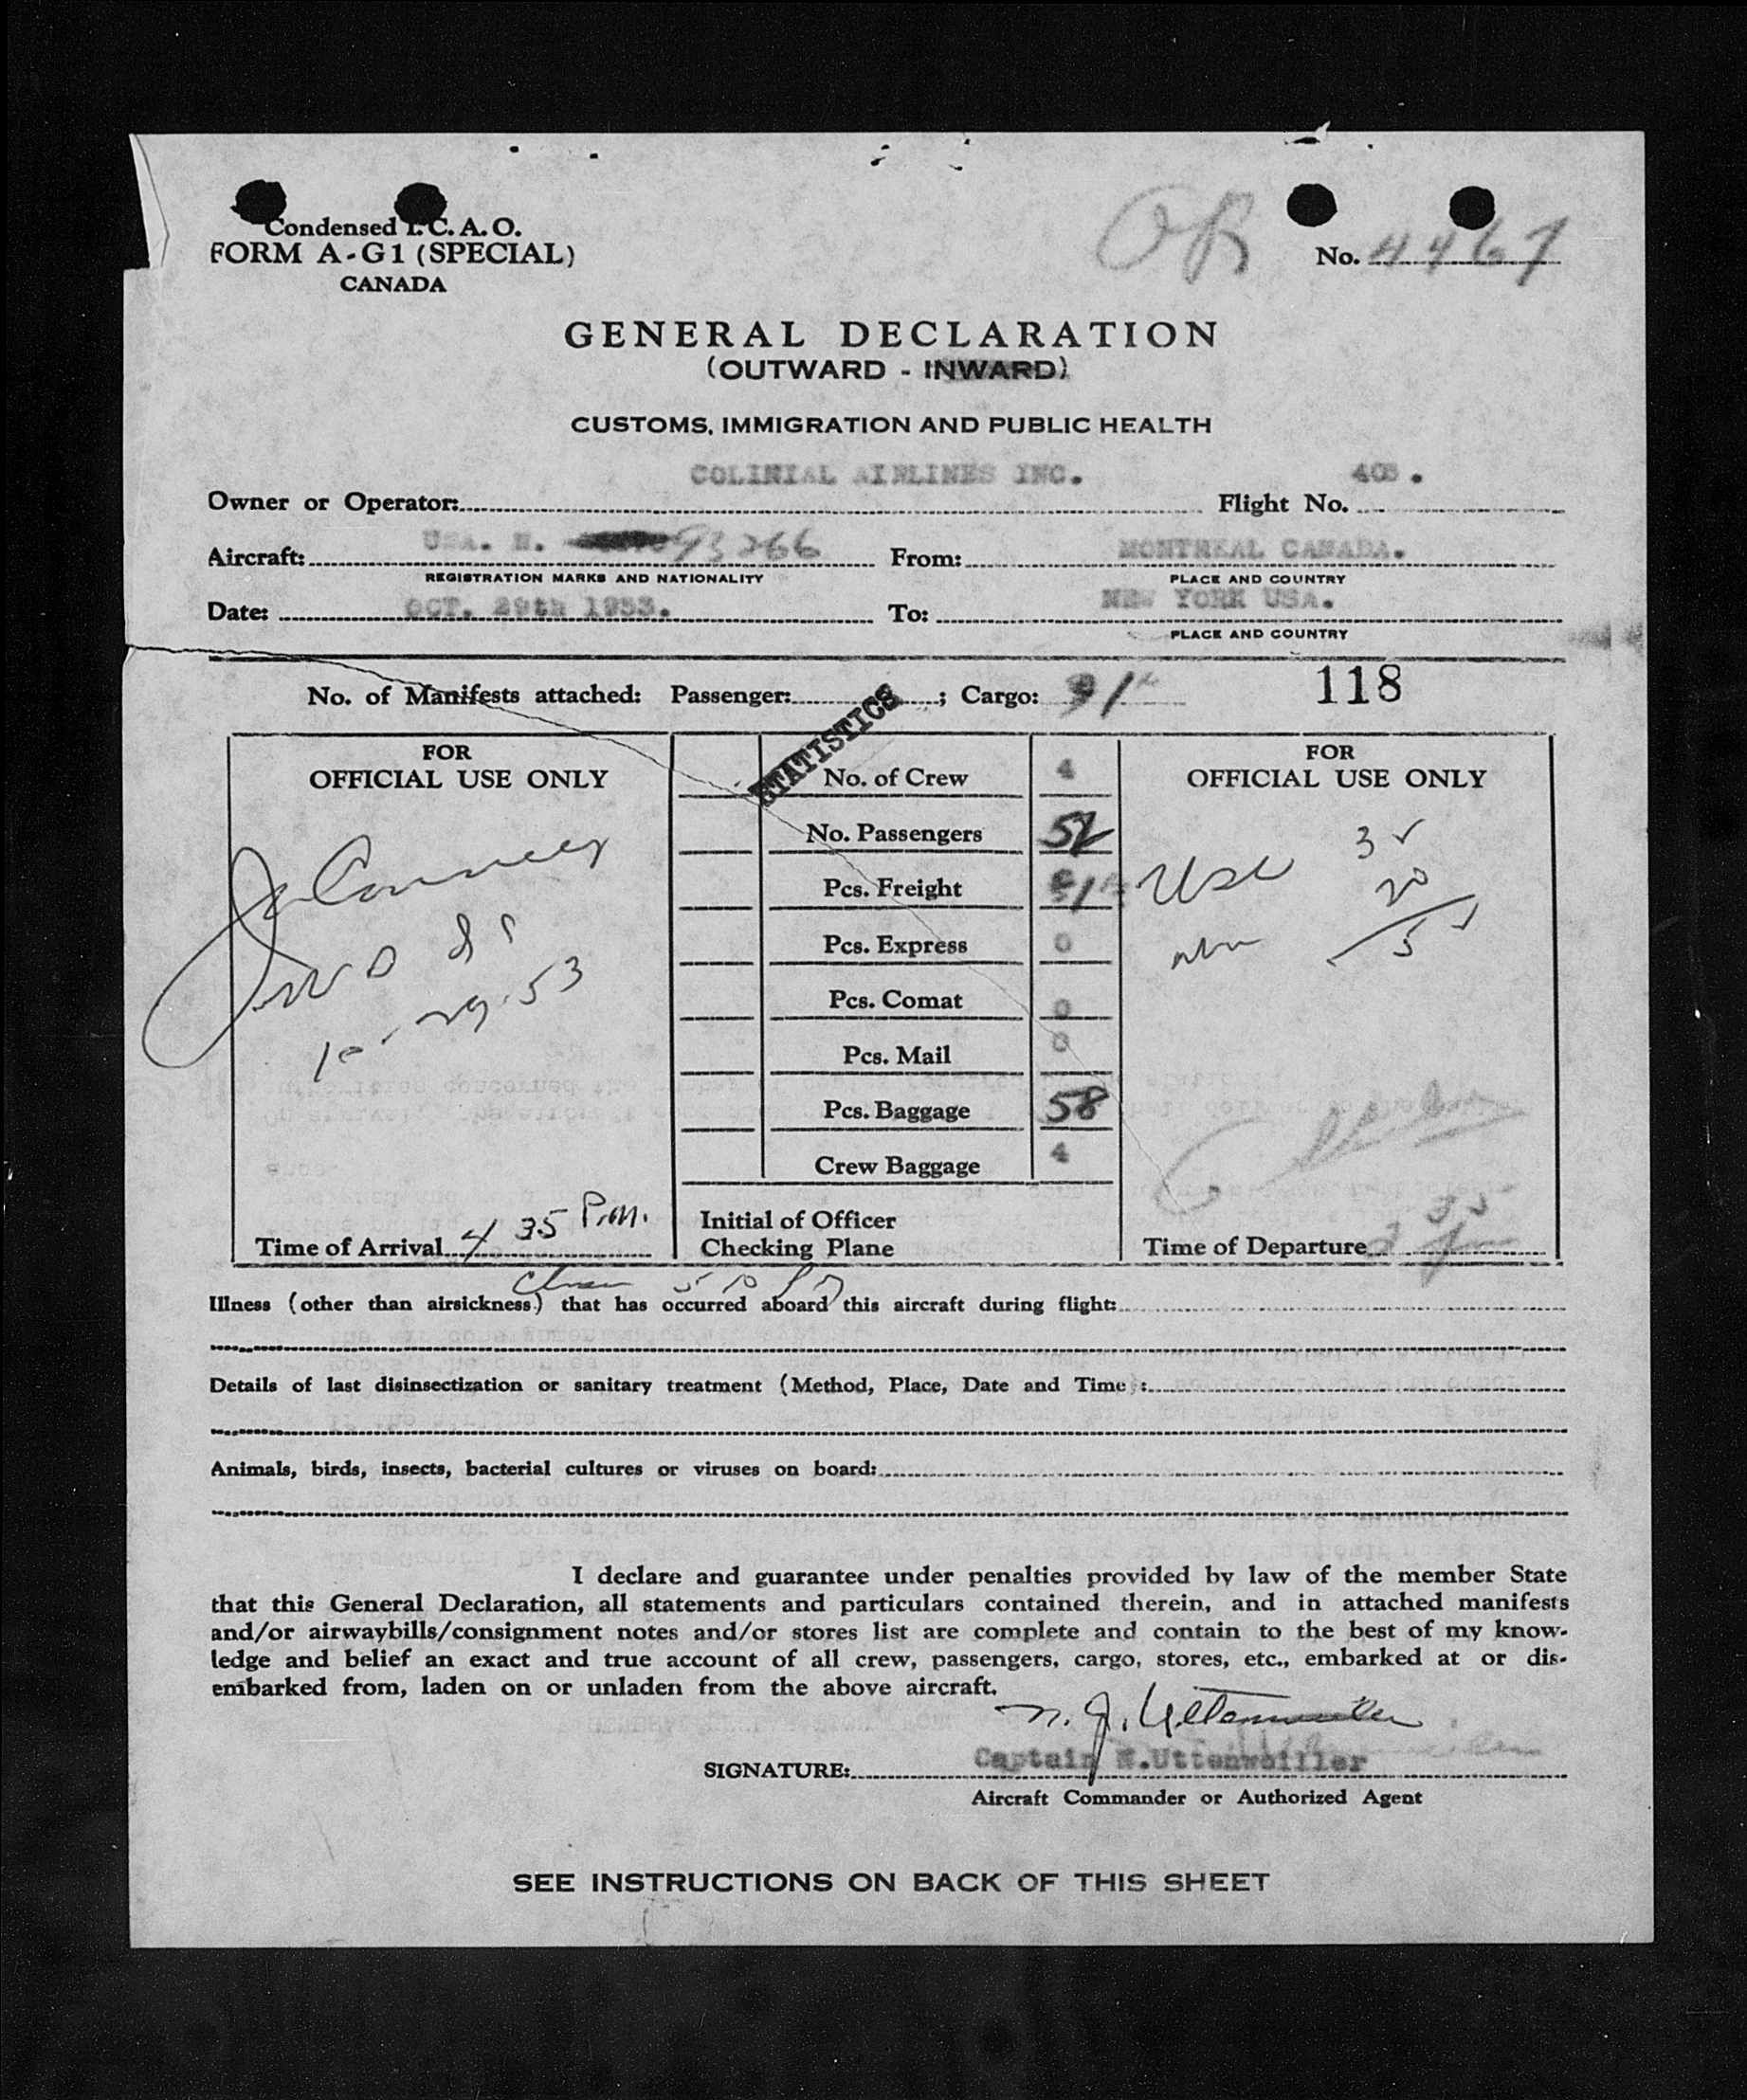 Condensed I. C. A. O.
FORM A-G1 (SPECIAL)
CANADA
No. 4467
GENERAL DECLARATION
(OUTWARD - INWARD)
CUSTOMS, IMMIGRATION AND PUBLIC HEALTH
Owner or Operator: COLINIAL AIRLINES INC. Flight No.
Aircraft: USA. N. 93266 From: MONTREAL CANADA.
REGISTRATION MARKS AND NATIONALITY PLACE AND COUNTRY
Date: OCT. 29th 1953. To: NEW YORK USA.
PLACE AND COUNTRY
No. of Manifests attached: Passenger: ; Cargo: 118
STATISTICS
FOR
OFFICIAL USE ONLY
10-29-53
Time of Arrival 4 35 P.M.
No. of Crew 4
No. Passengers 52
Pcs. Freight
Pcs. Express 0
Pcs. Comat 0
Pcs. Mail 0
Pcs. Baggage 58
Crew Baggage 4
Initial of Officer
Checking Plane
FOR
OFFICIAL USE ONLY
Time of Departure
Illness (other than airsickness) that has occurred aboard this aircraft during flight:
Details of last disinsectization or sanitary treatment (Method, Place, Date and Time):
Animals, birds, insects, bacterial cultures or viruses on board:
I declare and guarantee under penalties provided by law of the member State
that this General Declaration, all statements and particulars contained therein, and in attached manifests
and/or airwaybills/consignment notes and/or stores list are complete and contain to the best of my know-
ledge and belief an exact and true account of all crew, passengers, cargo, stores, etc., embarked at or dis-
embarked from, laden on or unladen from the above aircraft.
SIGNATURE: Captain N.Uttenweiller
Aircraft Commander or Authorized Agent
SEE INSTRUCTIONS ON BACK OF THIS SHEET